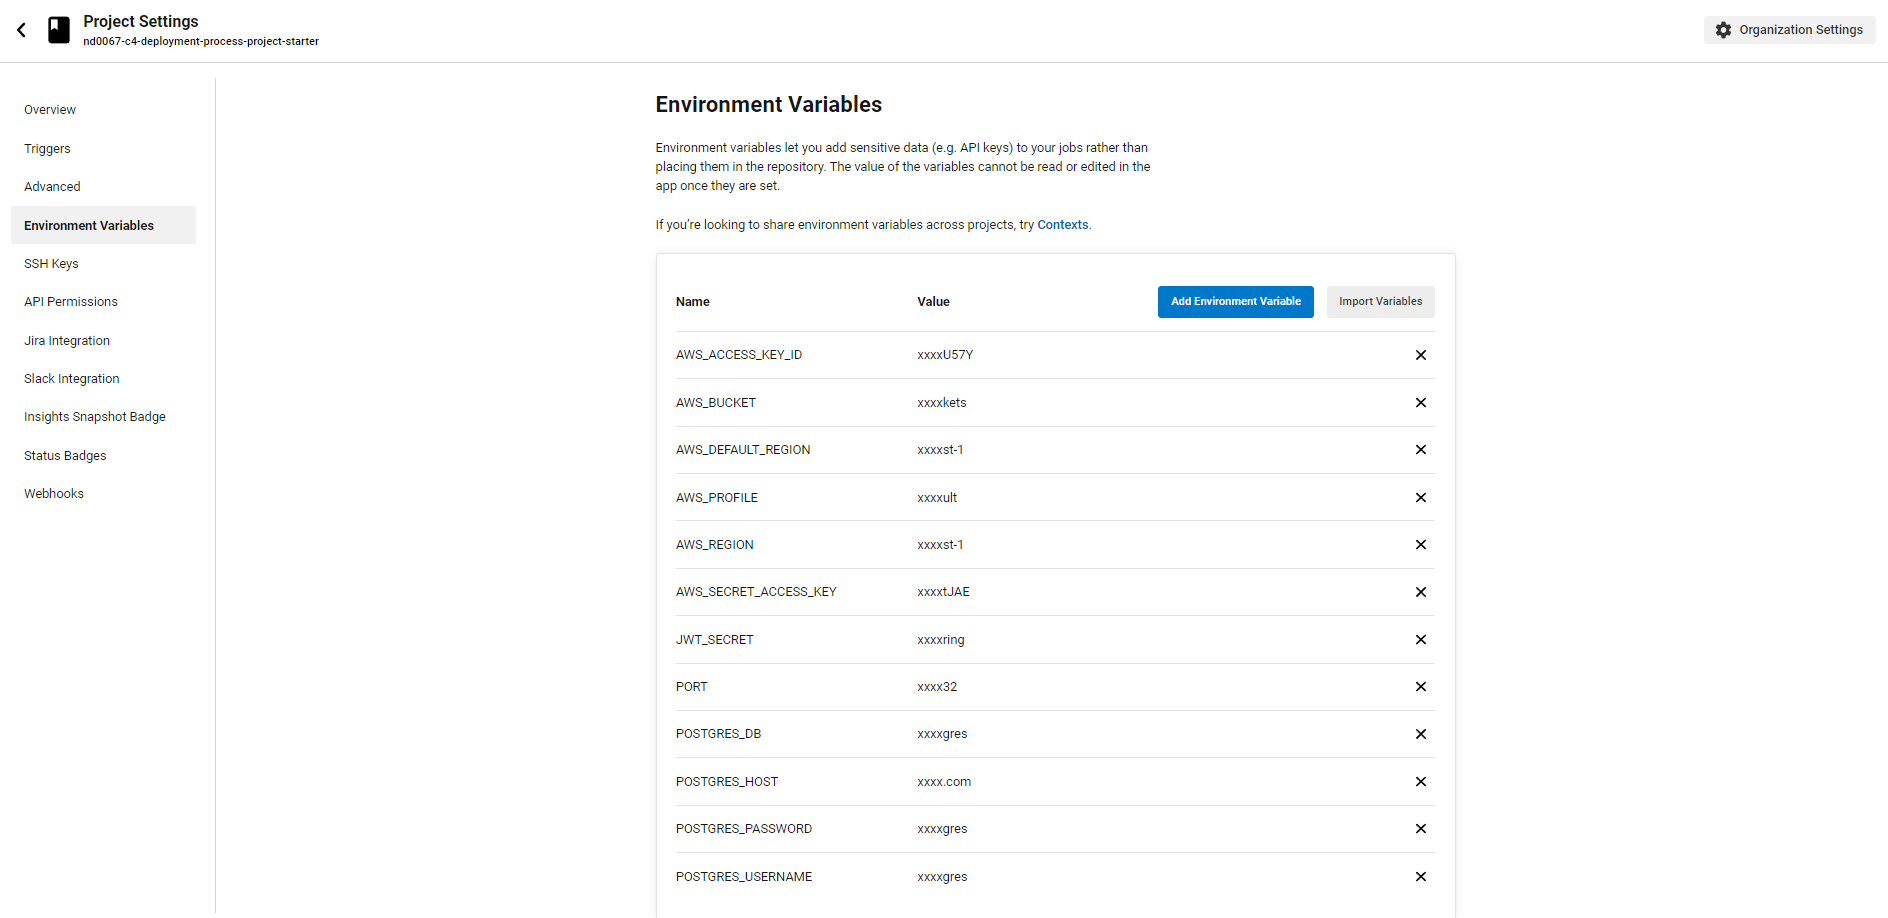 Project Settings
nd0067-c4-deployment-process-project-starter
Organization Settings
Overview
Triggers
Advanced
Environment Variables
SSH Keys
API Permissions
Jira Integration
Slack Integration
Insights Snapshot Badge
Status Badges
Webhooks
Environment Variables
Environment variables let you add sensitive data (e.g. API keys) to your jobs rather than
placing them in the repository. The value of the variables cannot be read or edited in the
app once they are set.
If you're looking to share environment variables across projects, try Contexts.
Name Value Add Environment Variable Import Variables
AWS_ACCESS_KEY_ID xxxxU57Y
AWS_BUCKET xxxxkets
AWS_DEFAULT_REGION xxxxst-1
AWS_PROFILE xxxxult
AWS_REGION xxxxst-1
AWS_SECRET_ACCESS_KEY xxxxtJAE
JWT_SECRET xxxxring
PORT xxxx32
POSTGRES_DB xxxxgres
POSTGRES_HOST xxxx.com
POSTGRES_PASSWORD xxxxgres
POSTGRES_USERNAME xxxxgres